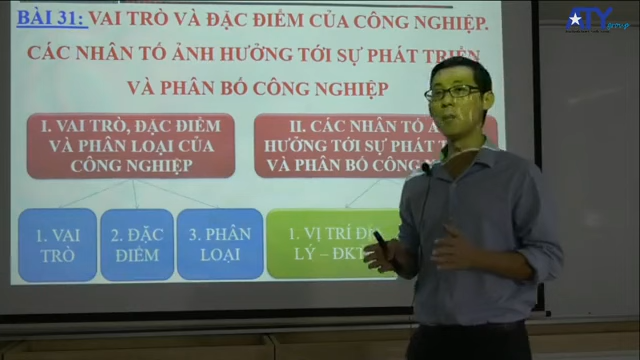 BÀI 31: VAI TRÒ VÀ ĐẶC ĐIỂM CỦA CÔNG NGHIỆP.
CÁC NHÂN TỐ ẢNH HƯỞNG TỚI SỰ PHÁT TRIỂN
VÀ PHÂN BỐ CÔNG NGHIỆP
I. VAI TRÒ, ĐẶC ĐIỂM
VÀ PHÂN LOẠI CỦA
CÔNG NGHIỆP
II. CÁC NHÂN TỐ Ả
HƯỞNG TỚI SỰ PHÁT T
VÀ PHÂN BỐ CÔNG N
1. VAI
TRÒ
2. ĐẶC
ĐIỂM
3. PHÂN
LOẠI
1. VỊ TRÍ ĐỊ
LÝ – ĐKT
ATY
Group